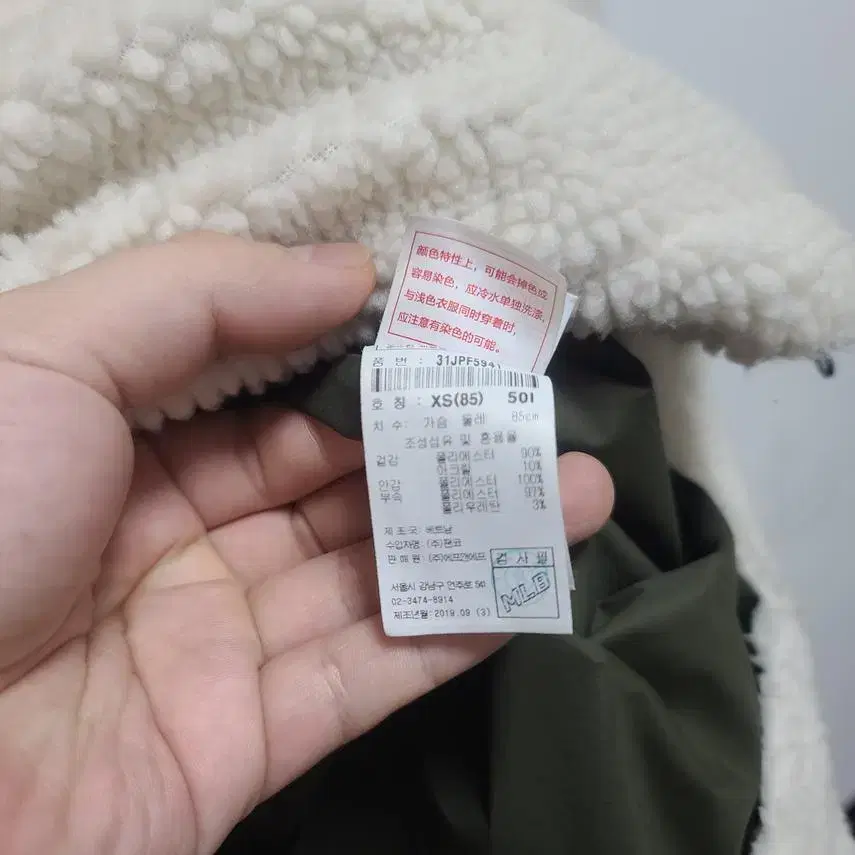 颜色特性上，可能会掉色或
容易染色，应冷水单独洗涤，
与浅色衣服同时穿着时，
应注意有染色的可能。
품 번 : 31JPF5941
호 칭 : XS(85) 50I
치 수 : 가슴 둘레 85cm
조성섬유 및 혼용율
겉감 폴리에스터 90%
아크릴 10%
안감 폴리에스터 100%
부속 폴리에스터 97%
폴리우레탄 3%
제 조 국 : 베트남
수입자명 : (주)팬코
판 매 원 : (주)에프앤에프
서울시 강남구 언주로 541
02-3474-8914
제조년월 : 2019.09 (3)
검 사 필
MLB